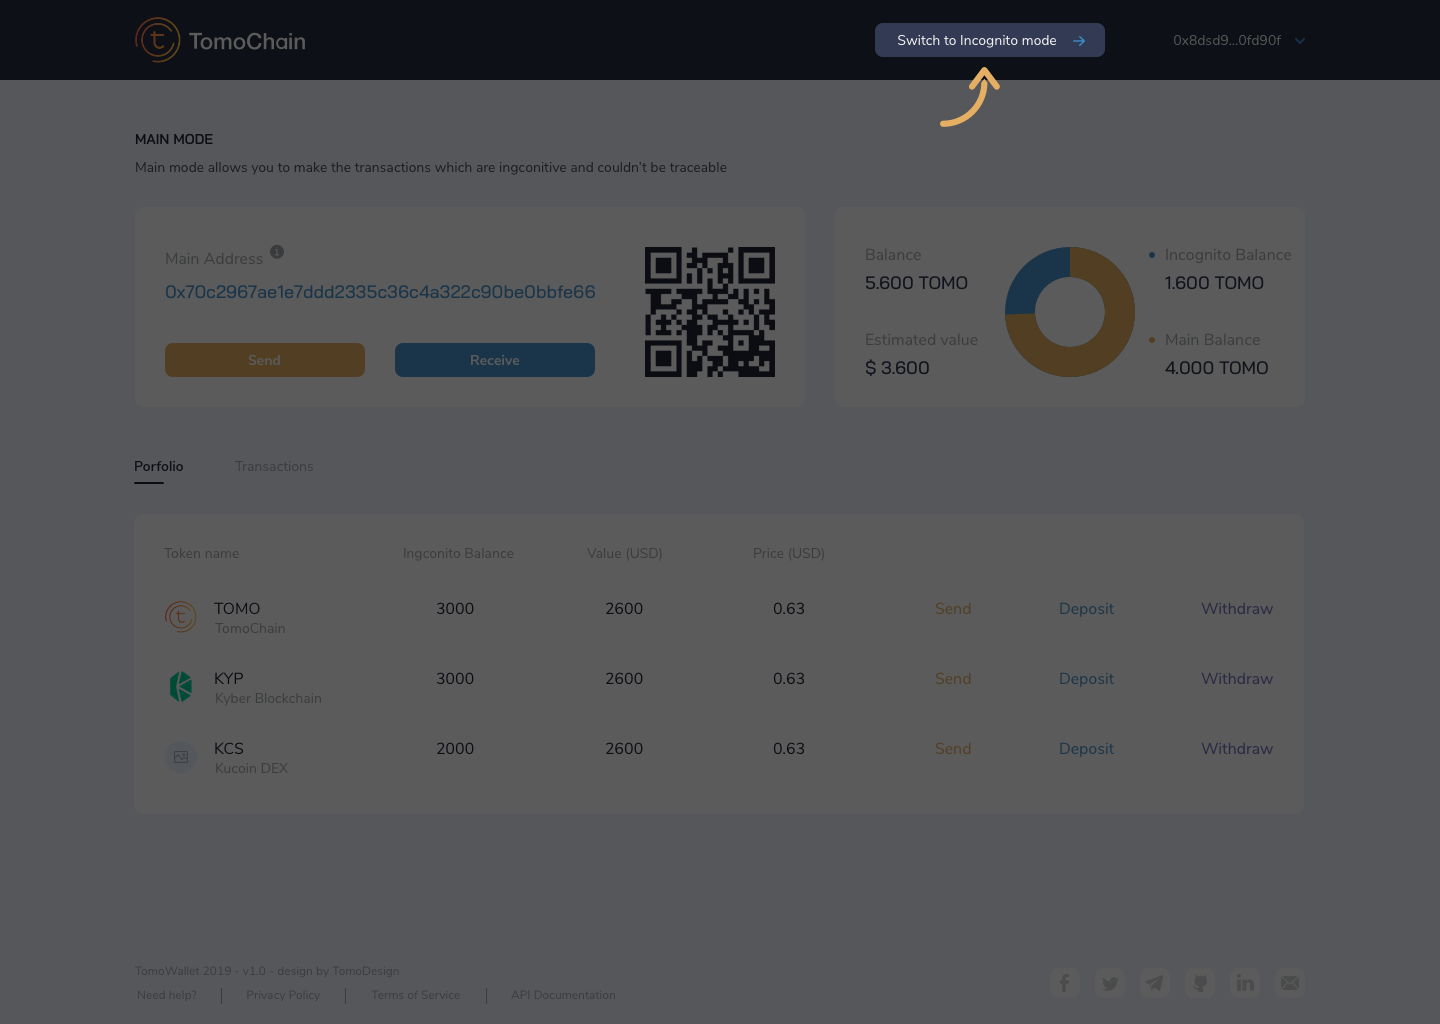 TomoChain
Switch to Incognito mode
0x8dsd9...0fd90f
MAIN MODE
Main mode allows you to make the transactions which are ingconitive and couldn't be traceable
Main Address
0x70c2967ae1e7ddd2335c36c4a322c90be0bbfe66
Send
Receive
Balance
5.600 TOMO
Estimated value
$ 3.600
Incognito Balance
1.600 TOMO
Main Balance
4.000 TOMO
Porfolio
Transactions
Token name Ingconito Balance Value (USD) Price (USD)
TOMO 3000 2600 0.63 Send Deposit Withdraw
TomoChain
KYP 3000 2600 0.63 Send Deposit Withdraw
Kyber Blockchain
KCS 2000 2600 0.63 Send Deposit Withdraw
Kucoin DEX
TomoWallet 2019 - v1.0 - design by TomoDesign
Need help? Privacy Policy Terms of Service API Documentation